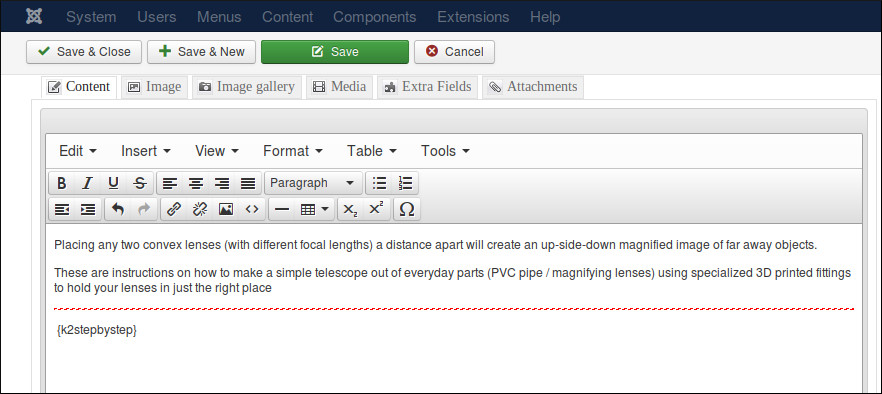 System Users Menus Content Components Extensions Help
Save & Close Save & New Save Cancel
Content Image Image gallery Media Extra Fields Attachments
Edit Insert View Format Table Tools
B I U S Paragraph
X₂ X² Ω
Placing any two convex lenses (with different focal lengths) a distance apart will create an up-side-down magnified image of far away objects.
These are instructions on how to make a simple telescope out of everyday parts (PVC pipe / magnifying lenses) using specialized 3D printed fittings
to hold your lenses in just the right place
{k2stepbystep}